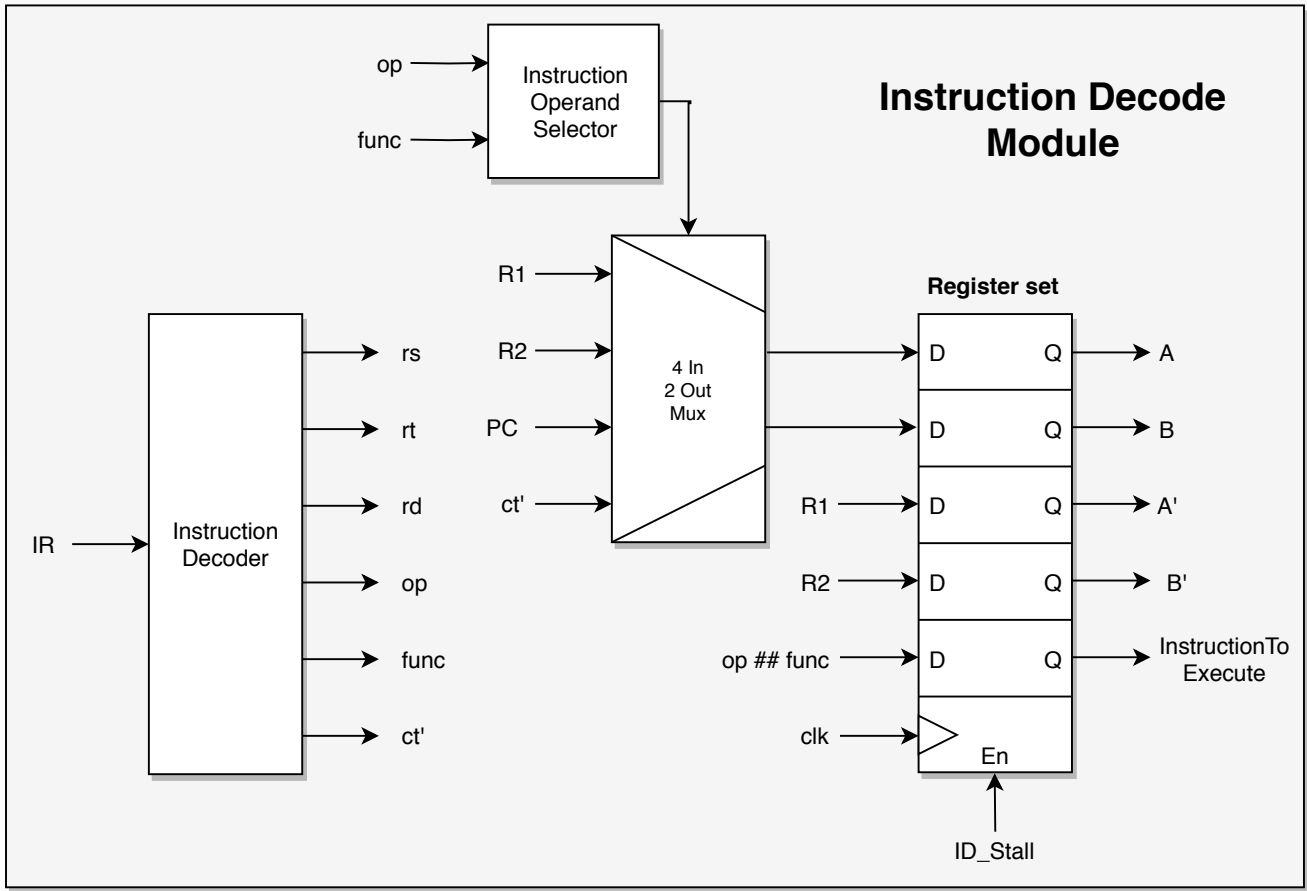 Instruction Decode
Module
op
func
Instruction
Operand
Selector
R1
R2
PC
ct'
4 In
2 Out
Mux
IR
Instruction
Decoder
rs
rt
rd
op
func
ct'
Register set
D Q
A
D Q
B
R1
D Q
A'
R2
D Q
B'
op ## func
D Q
InstructionTo
Execute
clk
En
ID_Stall